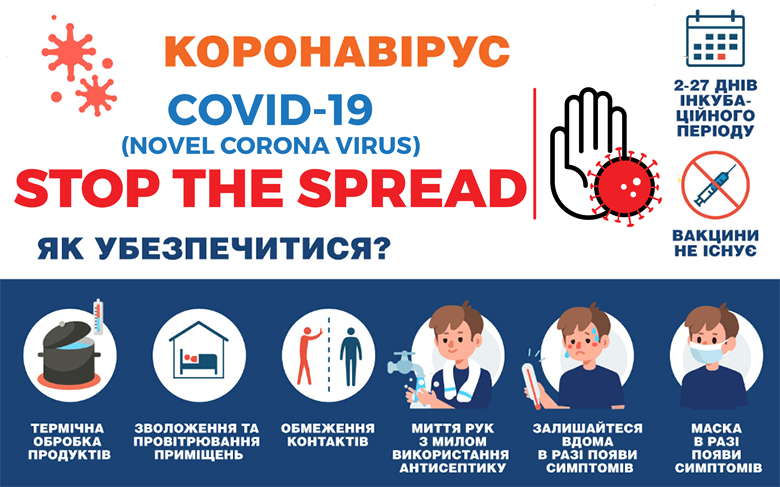 КОРОНАВІРУС
COVID-19
(NOVEL CORONA VIRUS)
STOP THE SPREAD
ЯК УБЕЗПЕЧИТИСЯ?
2-27 ДНІВ
ІНКУБА-
ЦІЙНОГО
ПЕРІОДУ
ВАКЦИНИ
НЕ ІСНУЄ
ТЕРМІЧНА
ОБРОБКА
ПРОДУКТІВ
ЗВОЛОЖЕННЯ ТА
ПРОВІТРЮВАННЯ
ПРИМІЩЕНЬ
ОБМЕЖЕННЯ
КОНТАКТІВ
МИТТЯ РУК
З МИЛОМ
ВИКОРИСТАННЯ
АНТИСЕПТИКУ
ЗАЛИШАЙТЕСЯ
ВДОМА
В РАЗІ ПОЯВИ
СИМПТОМІВ
МАСКА
В РАЗІ
ПОЯВИ
СИМПТОМІВ